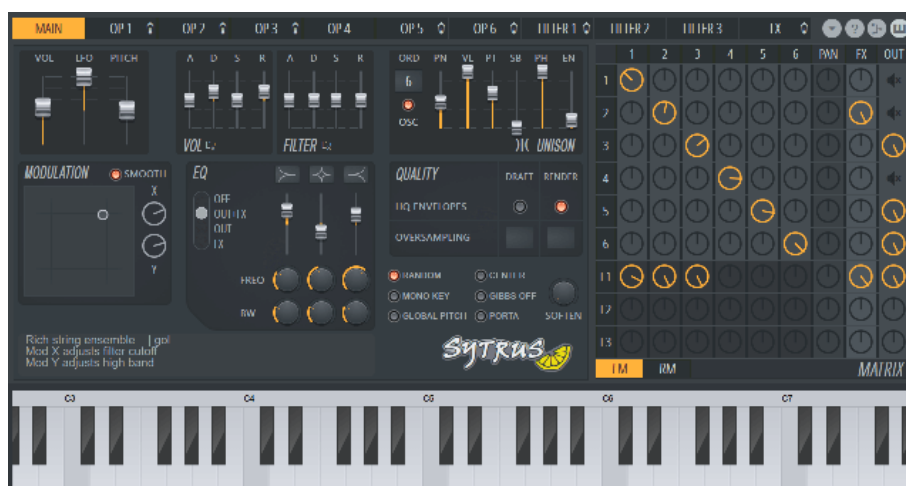 MAIN OP 1 OP 2 OP 3 OP 4 OP 5 OP 6 FILTER 1 FILTER 2 FILTER 3 FX
VOL LFO PITCH
A D S R A D S R
ORD PN VL PT SB PH EN
6
OSC
VOL FILTER
UNISON
1 2 3 4 5 6 PAN FX OUT
1
2
3
4
5
6
F1
F2
F3
MODULATION SMOOTH
X
Y
EQ
OFF
OUT+FX
OUT
FX
FREQ
BW
QUALITY DRAFT RENDER
HQ ENVELOPES
OVERSAMPLING
RANDOM CENTER
MONO KEY GIBBS OFF
GLOBAL PITCH PORTA SOFTEN
Rich string ensemble | gol
Mod X adjusts filter cutoff
Mod Y adjusts high band
SYTRUS
FM RM MATRIX
C3 C4 C5 C6 C7